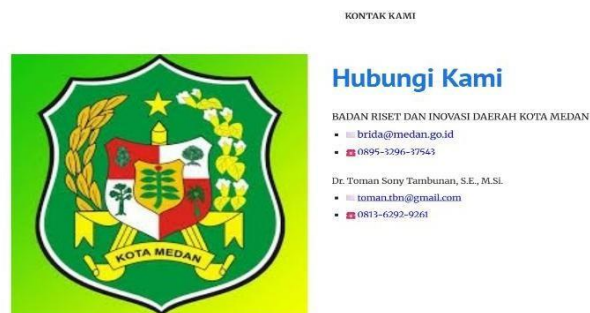 KONTAK KAMI
Hubungi Kami
BADAN RISET DAN INOVASI DAERAH KOTA MEDAN
brida@medan.go.id
0895-3296-37543
Dr. Toman Sony Tambunan, S.E., M.Si.
toman.tbn@gmail.com
0813-6292-9261
KOTA MEDAN